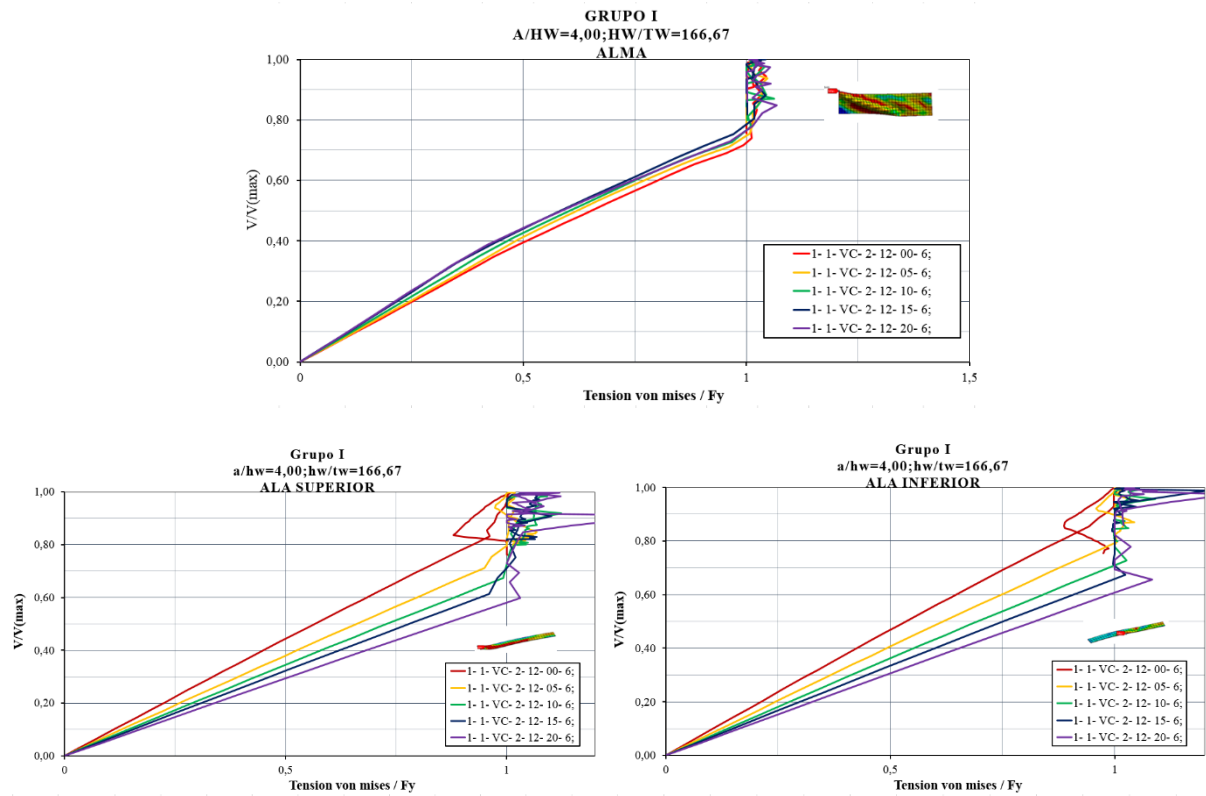 GRUPO I
A/HW=4,00;HW/TW=166,67
ALMA
1,00
0,80
0,60
0,40
0,20
0,00
V/V(max)
0
0,5
1
1,5
Tension von mises / Fy
1- 1- VC- 2- 12- 00- 6;
1- 1- VC- 2- 12- 05- 6;
1- 1- VC- 2- 12- 10- 6;
1- 1- VC- 2- 12- 15- 6;
1- 1- VC- 2- 12- 20- 6;
Grupo I
a/hw=4,00;hw/tw=166,67
ALA SUPERIOR
1,00
0,80
0,60
0,40
0,20
0,00
V/V(max)
0
0,5
1
Tension von mises / Fy
1- 1- VC- 2- 12- 00- 6;
1- 1- VC- 2- 12- 05- 6;
1- 1- VC- 2- 12- 10- 6;
1- 1- VC- 2- 12- 15- 6;
1- 1- VC- 2- 12- 20- 6;
Grupo I
a/hw=4,00;hw/tw=166,67
ALA INFERIOR
1,00
0,80
0,60
0,40
0,20
0,00
V/V(max)
0
0,5
1
Tension von mises / Fy
1- 1- VC- 2- 12- 00- 6;
1- 1- VC- 2- 12- 05- 6;
1- 1- VC- 2- 12- 10- 6;
1- 1- VC- 2- 12- 15- 6;
1- 1- VC- 2- 12- 20- 6;